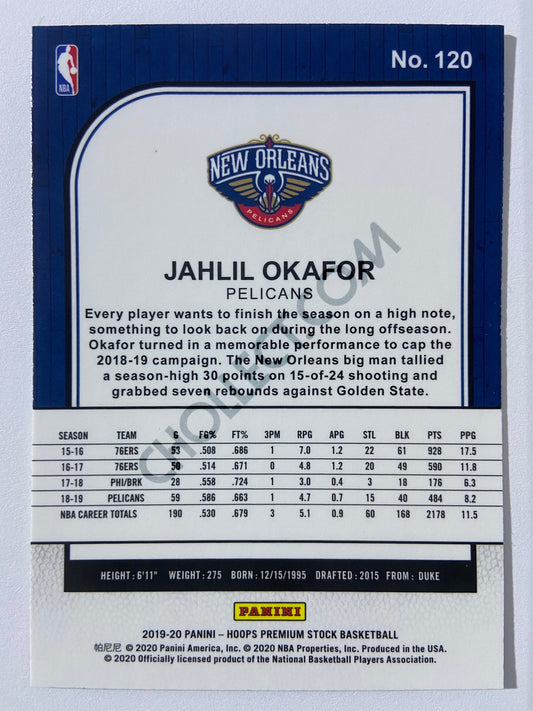 No. 120
NBA
NEW ORLEANS
PELICANS
JAHLIL OKAFOR
PELICANS
Every player wants to finish the season on a high note,
something to look back on during the long offseason.
Okafor turned in a memorable performance to cap the
2018-19 campaign. The New Orleans big man tallied
a season-high 30 points on 15-of-24 shooting and
grabbed seven rebounds against Golden State.
CHOLLECT.COM
SEASON TEAM G FG% FT% 3PM RPG APG STL BLK PTS PPG
15-16 76ERS 53 .508 .686 1 7.0 1.2 22 61 928 17.5
16-17 76ERS 50 .514 .671 0 4.8 1.2 20 49 590 11.8
17-18 PHI/BRK 28 .558 .724 1 3.0 0.4 3 18 176 6.3
18-19 PELICANS 59 .586 .663 1 4.7 0.7 15 40 484 8.2
NBA CAREER TOTALS 190 .530 .679 3 5.1 0.9 60 168 2178 11.5
HEIGHT: 6'11" WEIGHT: 275 BORN: 12/15/1995 DRAFTED: 2015 FROM: DUKE
PANINI
2019-20 PANINI – HOOPS PREMIUM STOCK BASKETBALL
帕尼尼 © 2020 Panini America, Inc. © 2020 NBA Properties, Inc. Produced in the USA.
© 2020 Officially licensed product of the National Basketball Players Association.